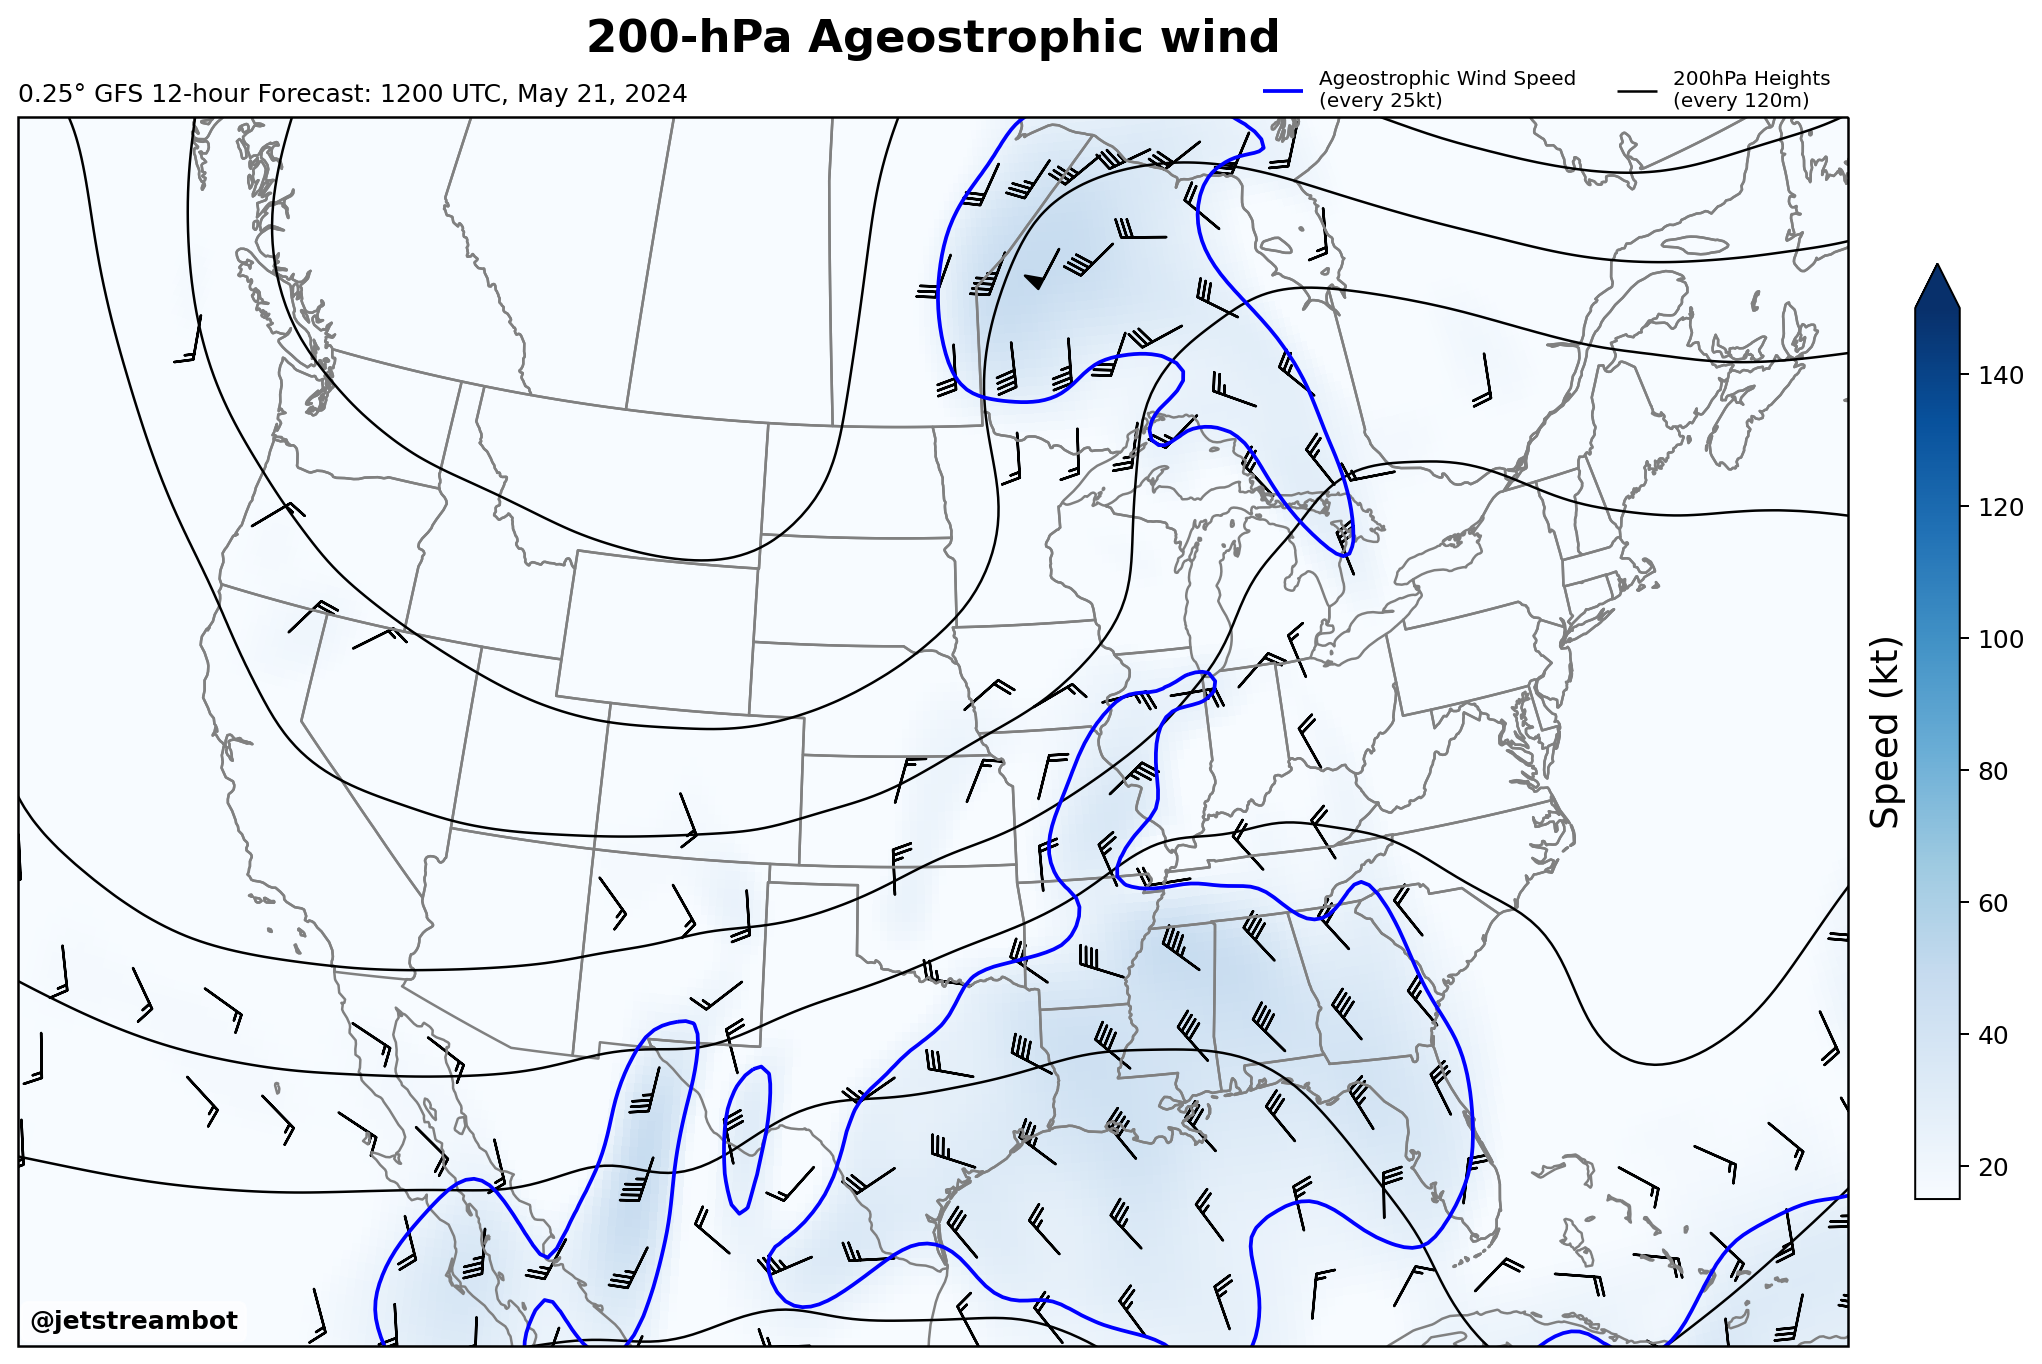 200-hPa Ageostrophic wind
0.25° GFS 12-hour Forecast: 1200 UTC, May 21, 2024
Ageostrophic Wind Speed
(every 25kt)
200hPa Heights
(every 120m)
140
120
100
80
60
40
20
Speed (kt)
@jetstreambot